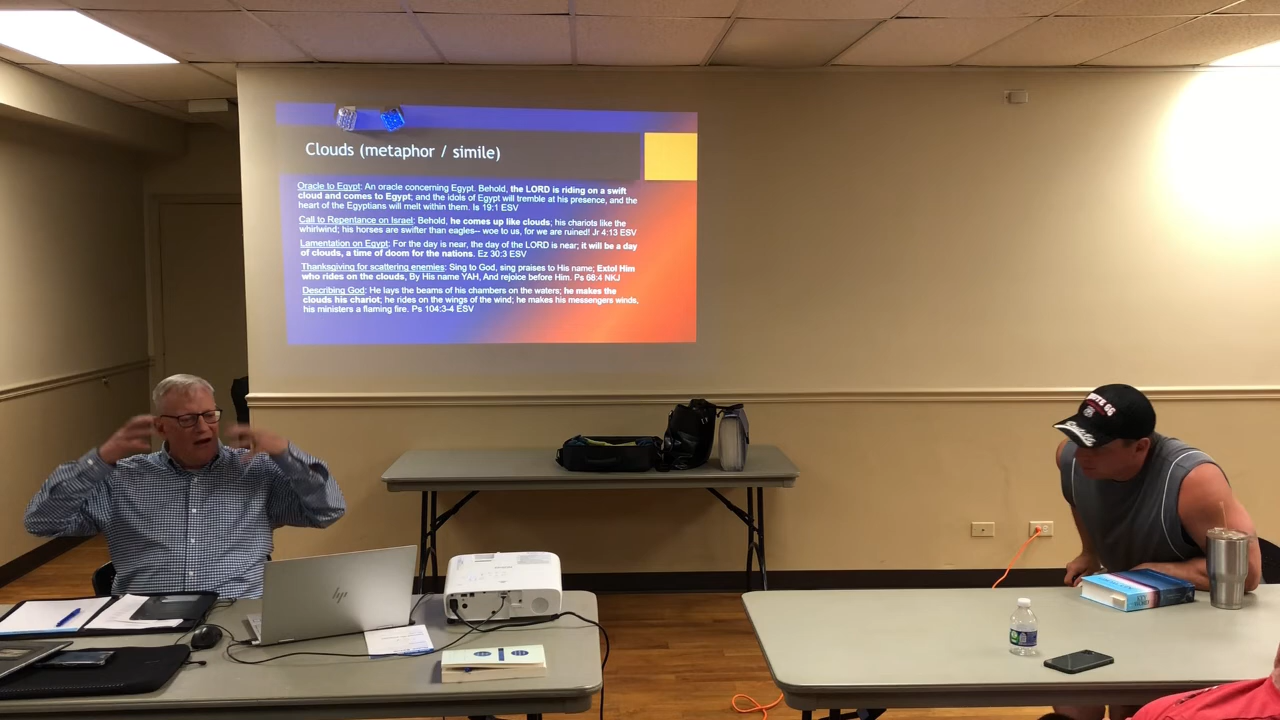 Clouds (metaphor / simile)
Oracle to Egypt: An oracle concerning Egypt. Behold, the LORD is riding on a swift
cloud and comes to Egypt; and the idols of Egypt will tremble at his presence, and the
heart of the Egyptians will melt within them. Is 19:1 ESV
Call to Repentance on Israel: Behold, he comes up like clouds; his chariots like the
whirlwind; his horses are swifter than eagles-- woe to us, for we are ruined! Jr 4:13 ESV
Lamentation on Egypt: For the day is near, the day of the LORD is near; it will be a day
of clouds, a time of doom for the nations. Ez 30:3 ESV
Thanksgiving for scattering enemies: Sing to God, sing praises to His name; Extol Him
who rides on the clouds, By His name YAH, And rejoice before Him. Ps 68:4 NKJ
Describing God: He lays the beams of his chambers on the waters; he makes the
clouds his chariot; he rides on the wings of the wind; he makes his messengers winds,
his ministers a flaming fire. Ps 104:3-4 ESV
hp